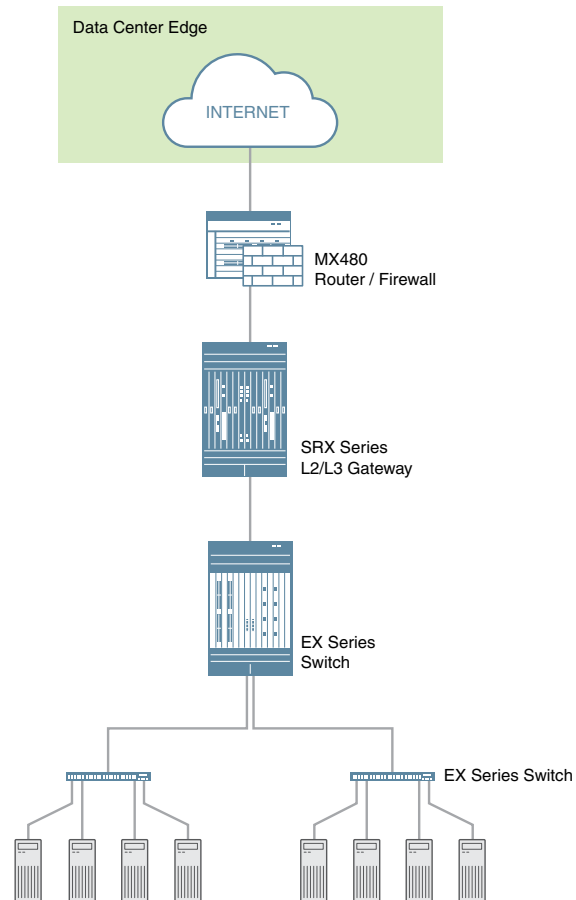 Data Center Edge
INTERNET
MX480
Router / Firewall
SRX Series
L2/L3 Gateway
EX Series
Switch
EX Series Switch